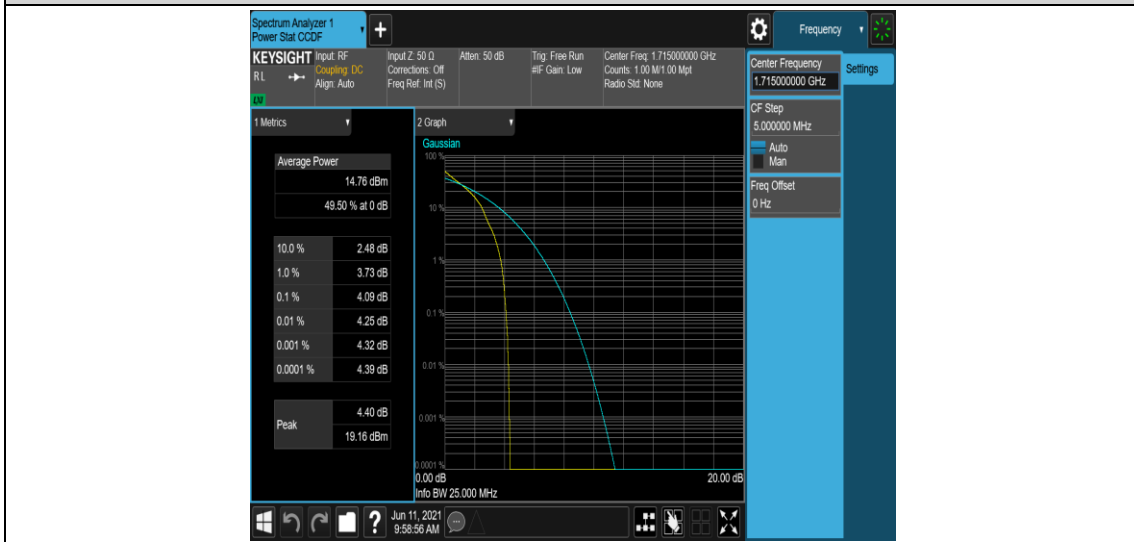 Spectrum Analyzer 1
Power Stat CCDF
+
Frequency
KEYSIGHT
RL
LXI
Input: RF
Coupling: DC
Align: Auto
Input Z: 50 Ω
Corrections: Off
Freq Ref: Int (S)
Atten: 50 dB
Trig: Free Run
#IF Gain: Low
Center Freq: 1.715000000 GHz
Counts: 1.00 M/1.00 Mpt
Radio Std: None
Center Frequency
1.715000000 GHz
Settings
CF Step
5.000000 MHz
Auto
Man
Freq Offset
0 Hz
1 Metrics
Average Power
14.76 dBm
49.50 % at 0 dB
10.0 % 2.48 dB
1.0 % 3.73 dB
0.1 % 4.09 dB
0.01 % 4.25 dB
0.001 % 4.32 dB
0.0001 % 4.39 dB
Peak 4.40 dB
19.16 dBm
2 Graph
Gaussian
100 %
10 %
1 %
0.1 %
0.01 %
0.001 %
0.0001 %
0.00 dB 20.00 dB
Info BW 25.000 MHz
?
Jun 11, 2021
9:58:56 AM